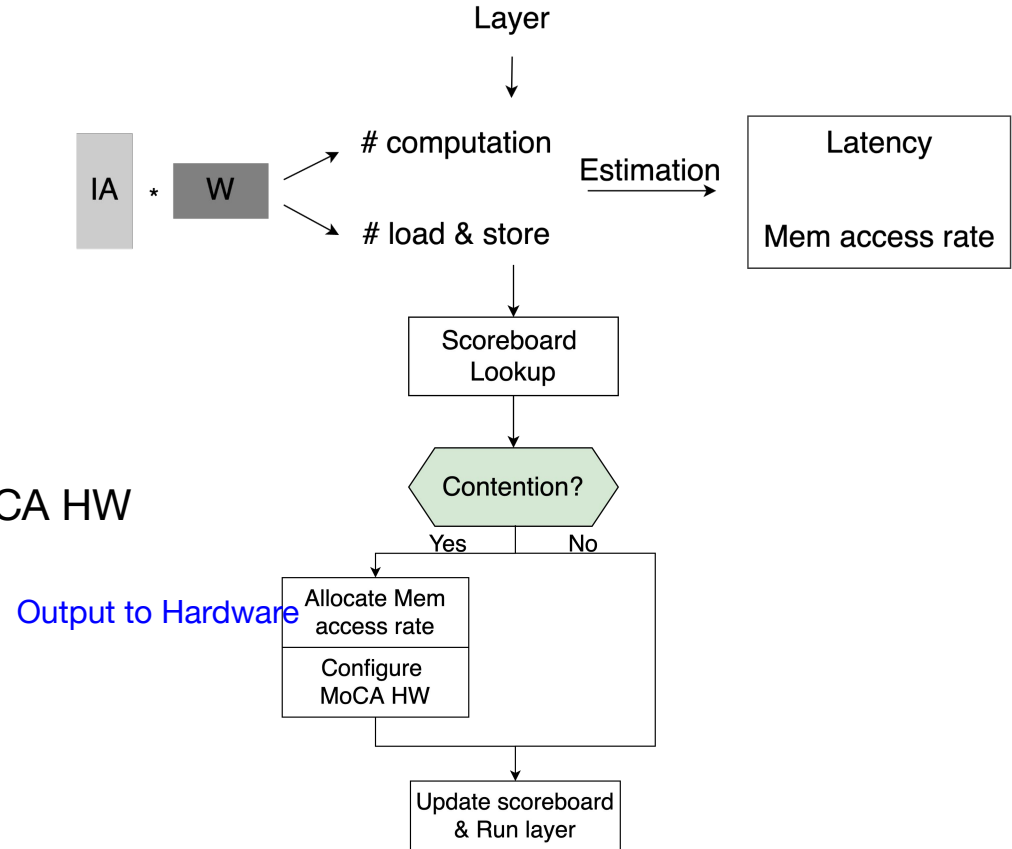 Layer
# computation
IA * W
# load & store
Estimation
Latency
Mem access rate
Scoreboard
Lookup
Contention?
CA HW
Yes
No
Output to Hardware
Allocate Mem
access rate
Configure
MoCA HW
Update scoreboard
& Run layer